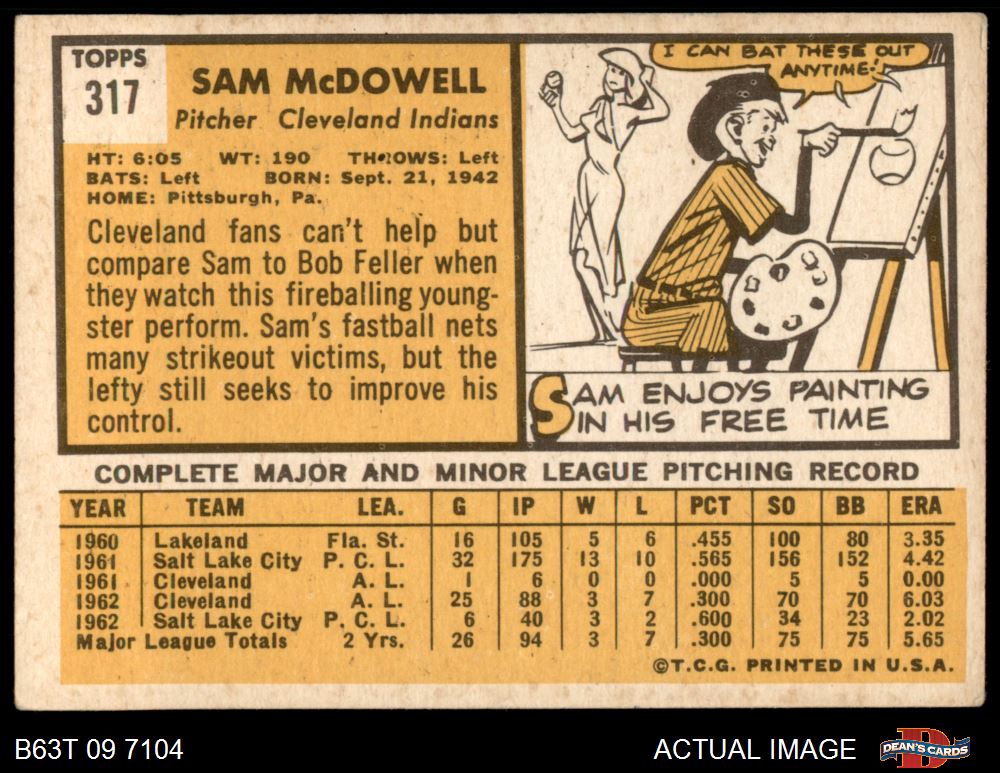 TOPPS
317
SAM McDOWELL
Pitcher Cleveland Indians
HT: 6:05 WT: 190 THROWS: Left
BATS: Left BORN: Sept. 21, 1942
HOME: Pittsburgh, Pa.
Cleveland fans can't help but
compare Sam to Bob Feller when
they watch this fireballing young-
ster perform. Sam's fastball nets
many strikeout victims, but the
lefty still seeks to improve his
control.
I CAN BAT THESE OUT
ANYTIME!
SAM ENJOYS PAINTING
IN HIS FREE TIME
COMPLETE MAJOR AND MINOR LEAGUE PITCHING RECORD
YEAR TEAM LEA. G IP W L PCT SO BB ERA
1960 Lakeland Fla. St. 16 105 5 6 .455 100 80 3.35
1961 Salt Lake City P. C. L. 32 175 13 10 .565 156 152 4.42
1961 Cleveland A. L. 1 6 0 0 .000 5 5 0.00
1962 Cleveland A. L. 25 88 3 7 .300 70 70 6.03
1962 Salt Lake City P. C. L. 6 40 3 2 .600 34 23 2.02
Major League Totals 2 Yrs. 26 94 3 7 .300 75 75 5.65
©T.C.G. PRINTED IN U.S.A.
B63T 09 7104
ACTUAL IMAGE
DEAN'S CARDS